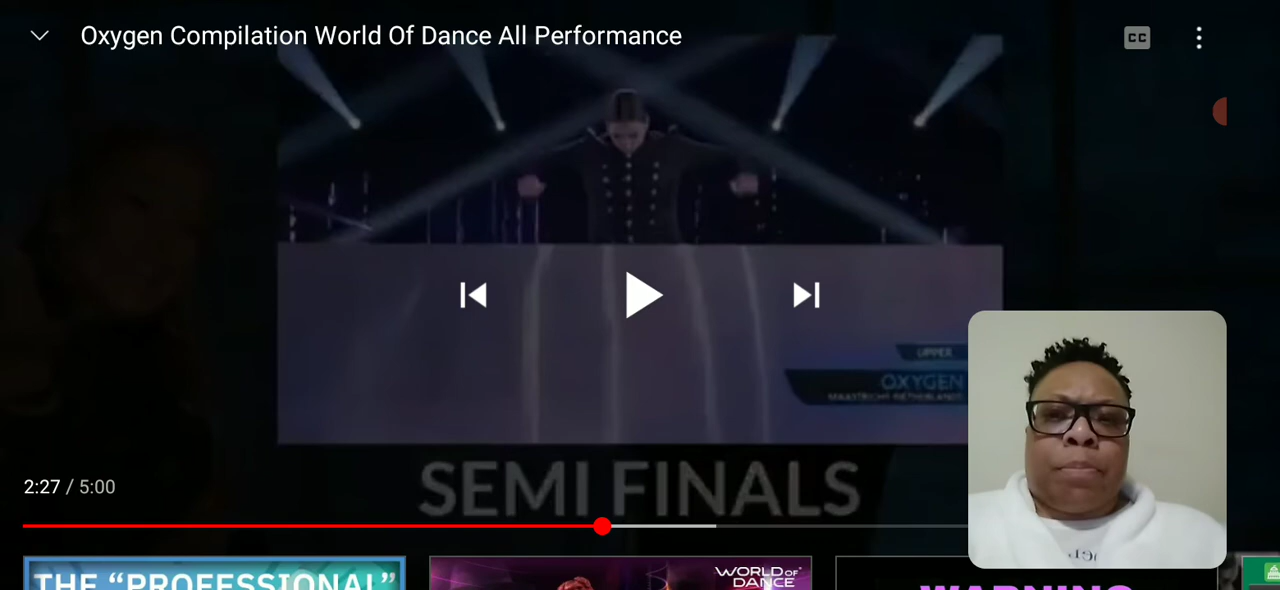 Oxygen Compilation World Of Dance All Performance
CC
UPPER
OXYGEN
MAASTRICHT NETHERLANDS
SEMI FINALS
2:27 / 5:00
THE “PROFESSIONAL”
WORLD OF
DANCE
WARNING